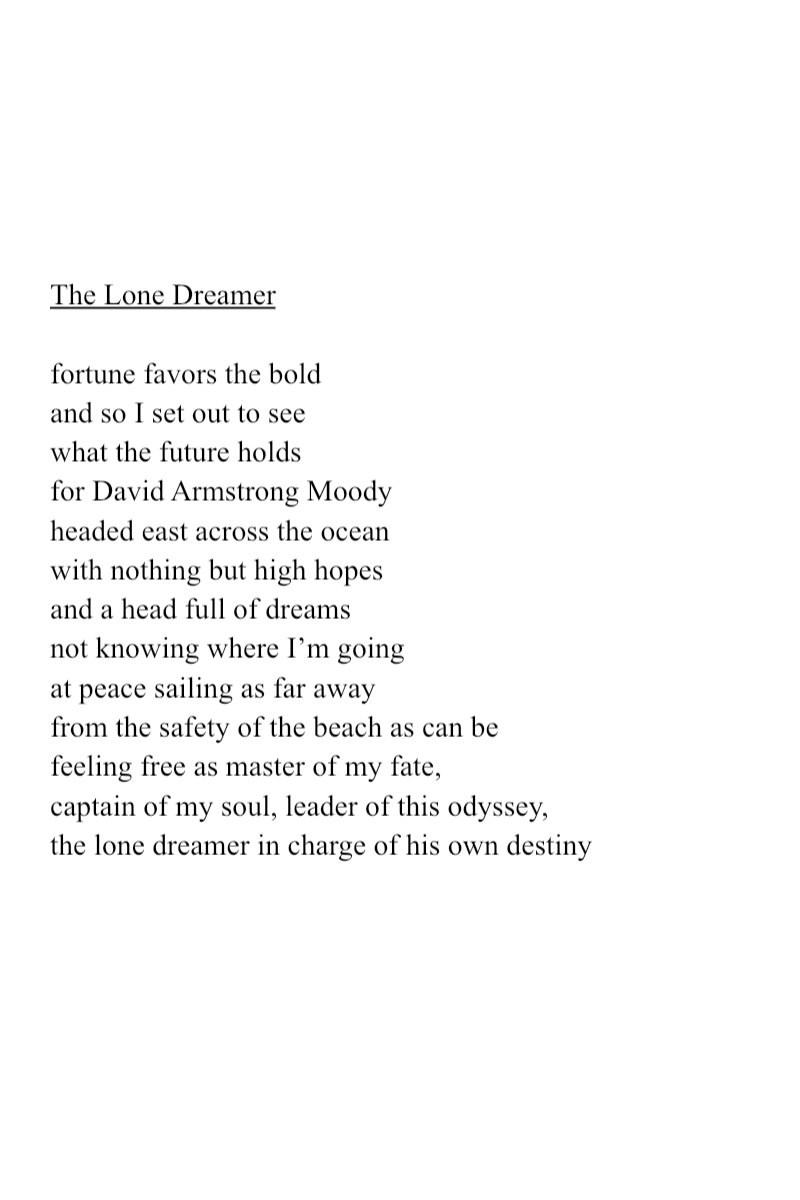 The Lone Dreamer
fortune favors the bold
and so I set out to see
what the future holds
for David Armstrong Moody
headed east across the ocean
with nothing but high hopes
and a head full of dreams
not knowing where I’m going
at peace sailing as far away
from the safety of the beach as can be
feeling free as master of my fate,
captain of my soul, leader of this odyssey,
the lone dreamer in charge of his own destiny